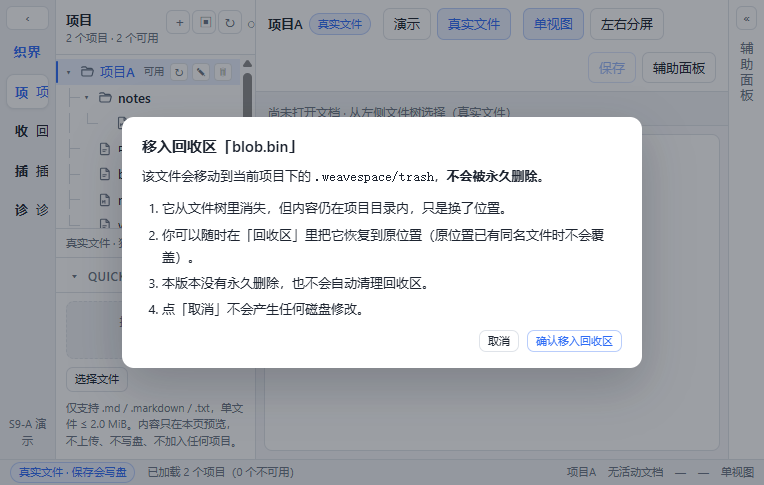 项目
2 个项目 · 2 个可用
织界
项 项
收 回
插 插
诊 诊
S9-A 演
示
项目A 可用
notes
真实文件 ·
QUICK
选择文件
仅支持 .md / .markdown / .txt，单文
件 ≤ 2.0 MiB。内容只在本页预览，
不上传、不写盘、不加入任何项目。
项目A 真实文件 演示 真实文件 单视图 左右分屏
保存 辅助面板
尚未打开文档 · 从左侧文件树选择（真实文件）
辅助面板
移入回收区「blob.bin」
该文件会移动到当前项目下的 .weavespace/trash，不会被永久删除。
1. 它从文件树里消失，但内容仍在项目目录内，只是换了位置。
2. 你可以随时在「回收区」里把它恢复到原位置（原位置已有同名文件时不会覆
盖）。
3. 本版本没有永久删除，也不会自动清理回收区。
4. 点「取消」不会产生任何磁盘修改。
取消 确认移入回收区
真实文件 · 保存会写盘 已加载 2 个项目（0 个不可用） 项目A 无活动文档 — — 单视图